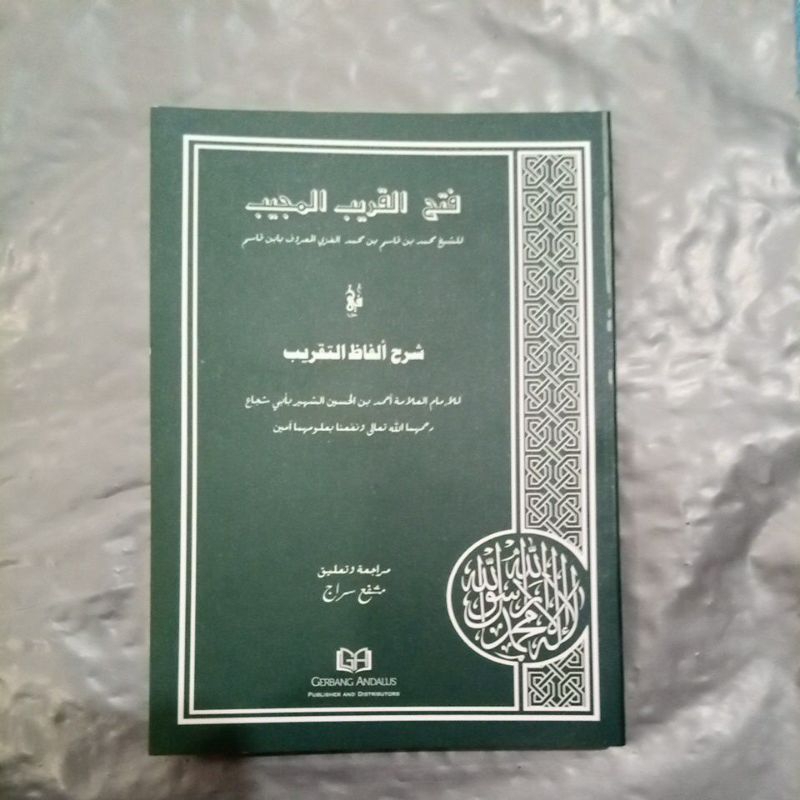 فتح القريب المجيب
للشيخ محمد بن قاسم بن محمد الغزي المعروف بابن قاسم
في
شرح ألفاظ التقريب
للإمام العلامة أحمد بن الحسين الشهير بأبي شجاع
رحمهما الله تعالى ونفعنا بعلومهما آمين
مراجعة وتعليق
مشفع سراج
لا إله إلا الله محمد رسول الله
GA
GERBANG ANDALUS
PUBLISHER AND DISTRIBUTORS